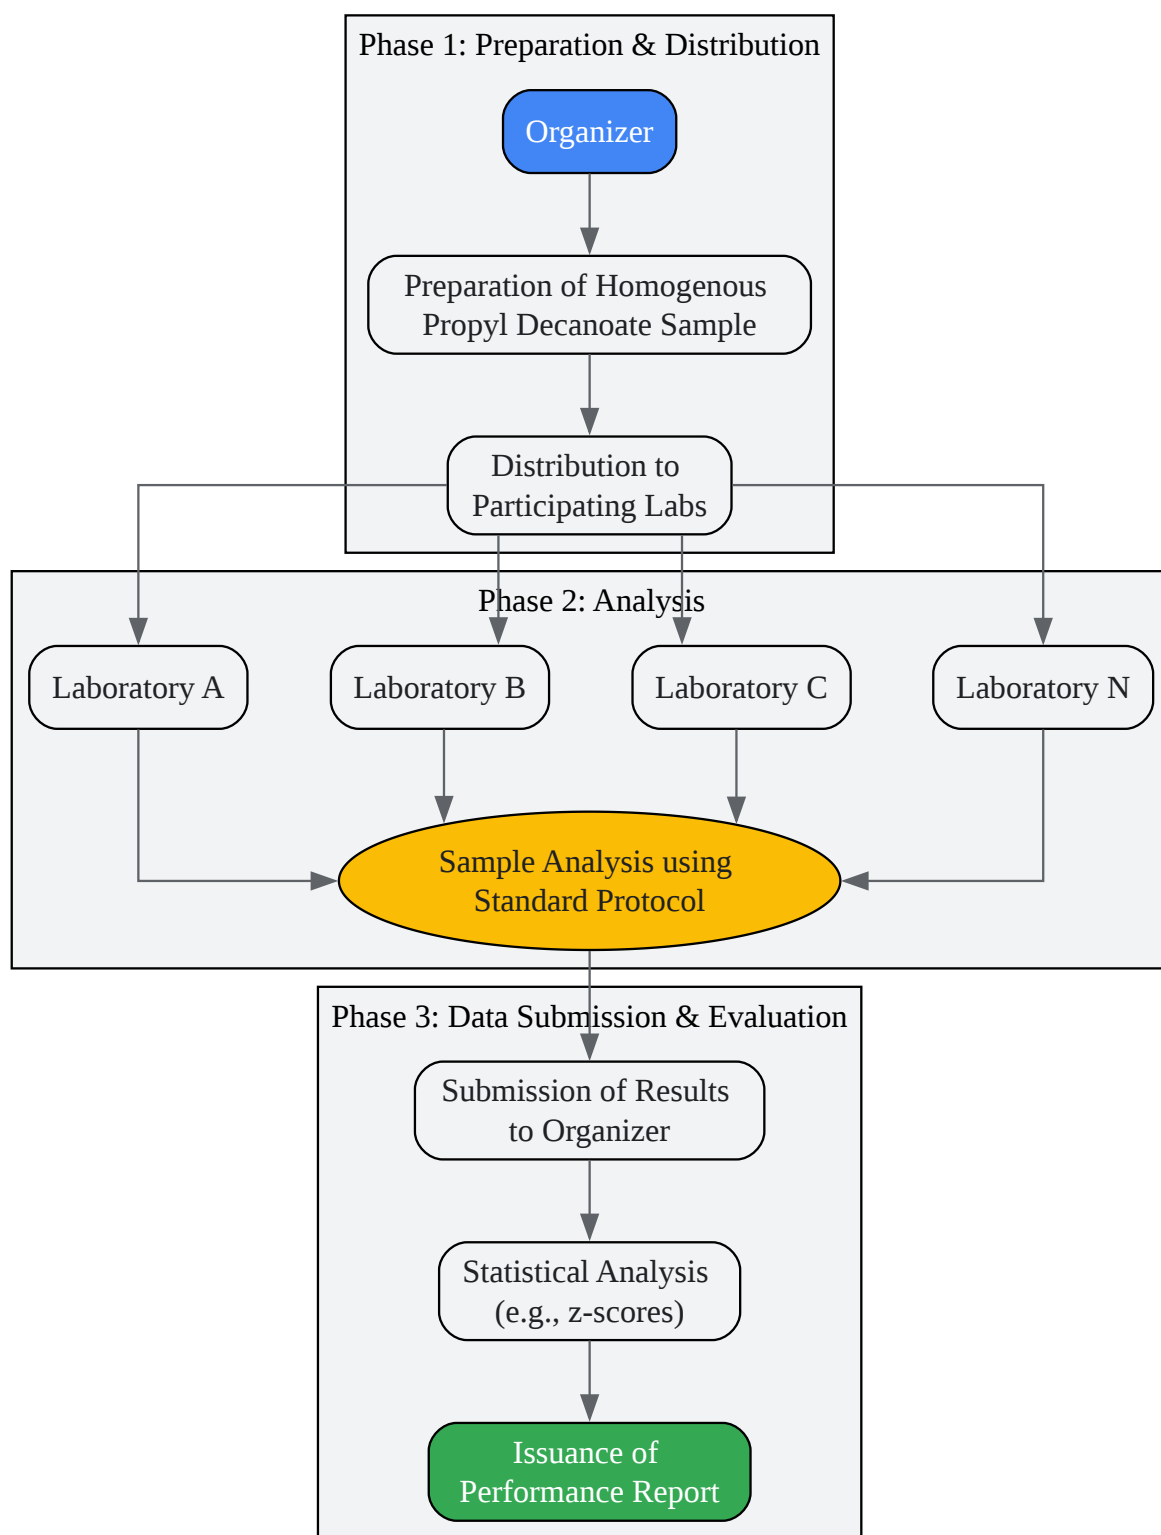 Phase 1: Preparation & Distribution
Organizer
Preparation of Homogenous
Propyl Decanoate Sample
Distribution to
Participating Labs
Phase 2: Analysis
Laboratory A
Laboratory B
Laboratory C
Laboratory N
Sample Analysis using
Standard Protocol
Phase 3: Data Submission & Evaluation
Submission of Results
to Organizer
Statistical Analysis
(e.g., z-scores)
Issuance of
Performance Report